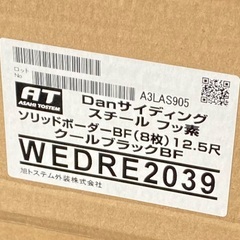 ロット
No
A3LAS905
AT
ASAHI TOSTEM
Danサイディング
スチール フッ素
ソリッドボーダーBF(8枚)12.5尺
クールブラックBF
WEDRE2039
旭トステム外装株式会社